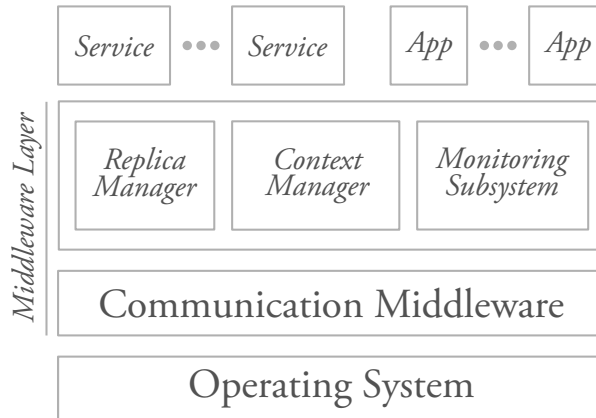 Service ••• Service App ••• App
Middleware Layer
Replica Manager
Context Manager
Monitoring Subsystem
Communication Middleware
Operating System